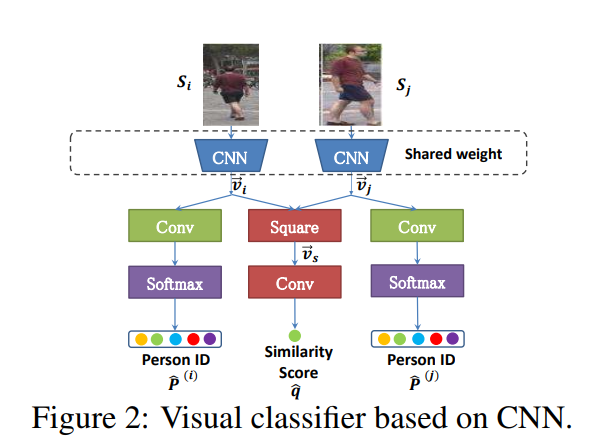 S_i
S_j
CNN
CNN
Shared weight
\vec{v}_i
\vec{v}_j
Conv
Square
Conv
\vec{v}_s
Softmax
Conv
Softmax
Person ID
\hat{P}^{(i)}
Similarity
Score
\hat{q}
Person ID
\hat{P}^{(j)}
Figure 2: Visual classifier based on CNN.